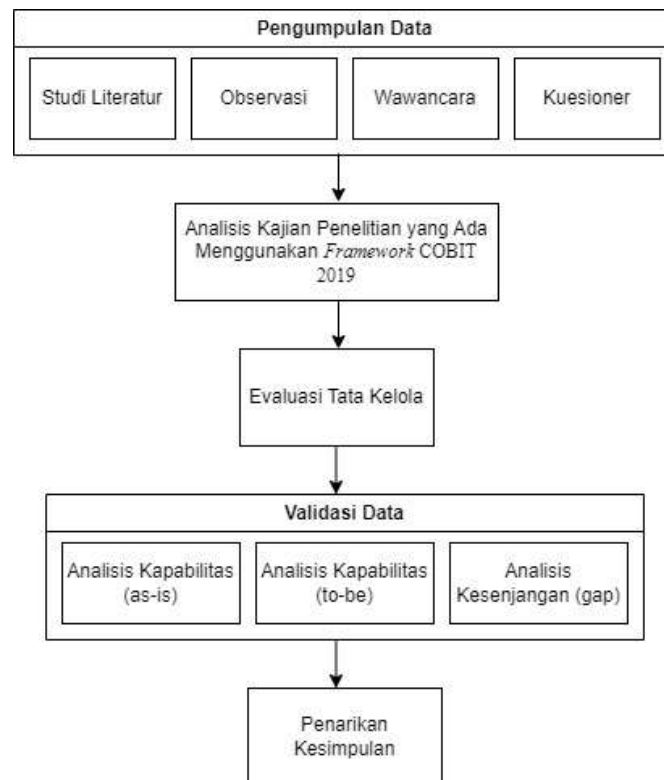 Pengumpulan Data
Studi Literatur
Observasi
Wawancara
Kuesioner
Analisis Kajian Penelitian yang Ada
Menggunakan Framework COBIT
2019
Evaluasi Tata Kelola
Validasi Data
Analisis Kapabilitas
(as-is)
Analisis Kapabilitas
(to-be)
Analisis
Kesenjangan (gap)
Penarikan
Kesimpulan